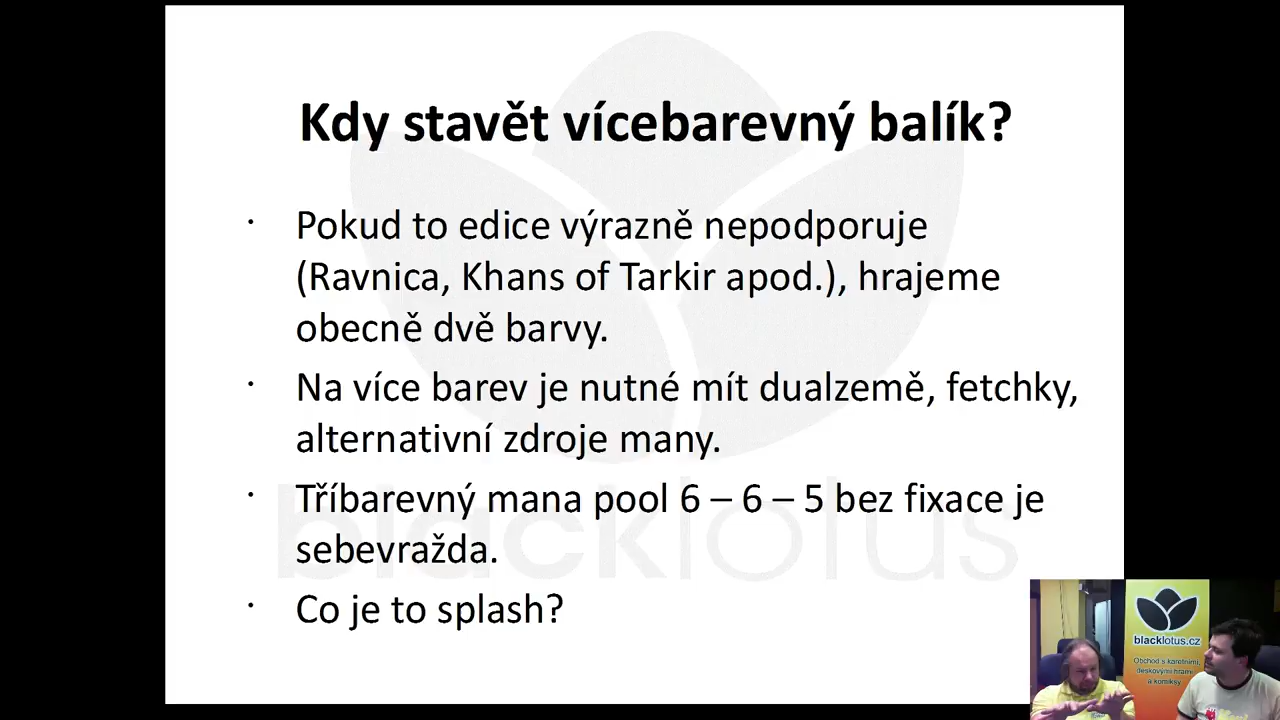 Kdy stavět vícebarevný balík?
· Pokud to edice výrazně nepodporuje
(Ravnica, Khans of Tarkir apod.), hrajeme
obecně dvě barvy.
· Na více barev je nutné mít dualzemě, fetchky,
alternativní zdroje many.
· Tříbarevný mana pool 6 – 6 – 5 bez fixace je
sebevražda.
· Co je to splash?
blacklotus
blacklotus.cz
Obchod s karetními,
deskovými hrami
a komiksy.